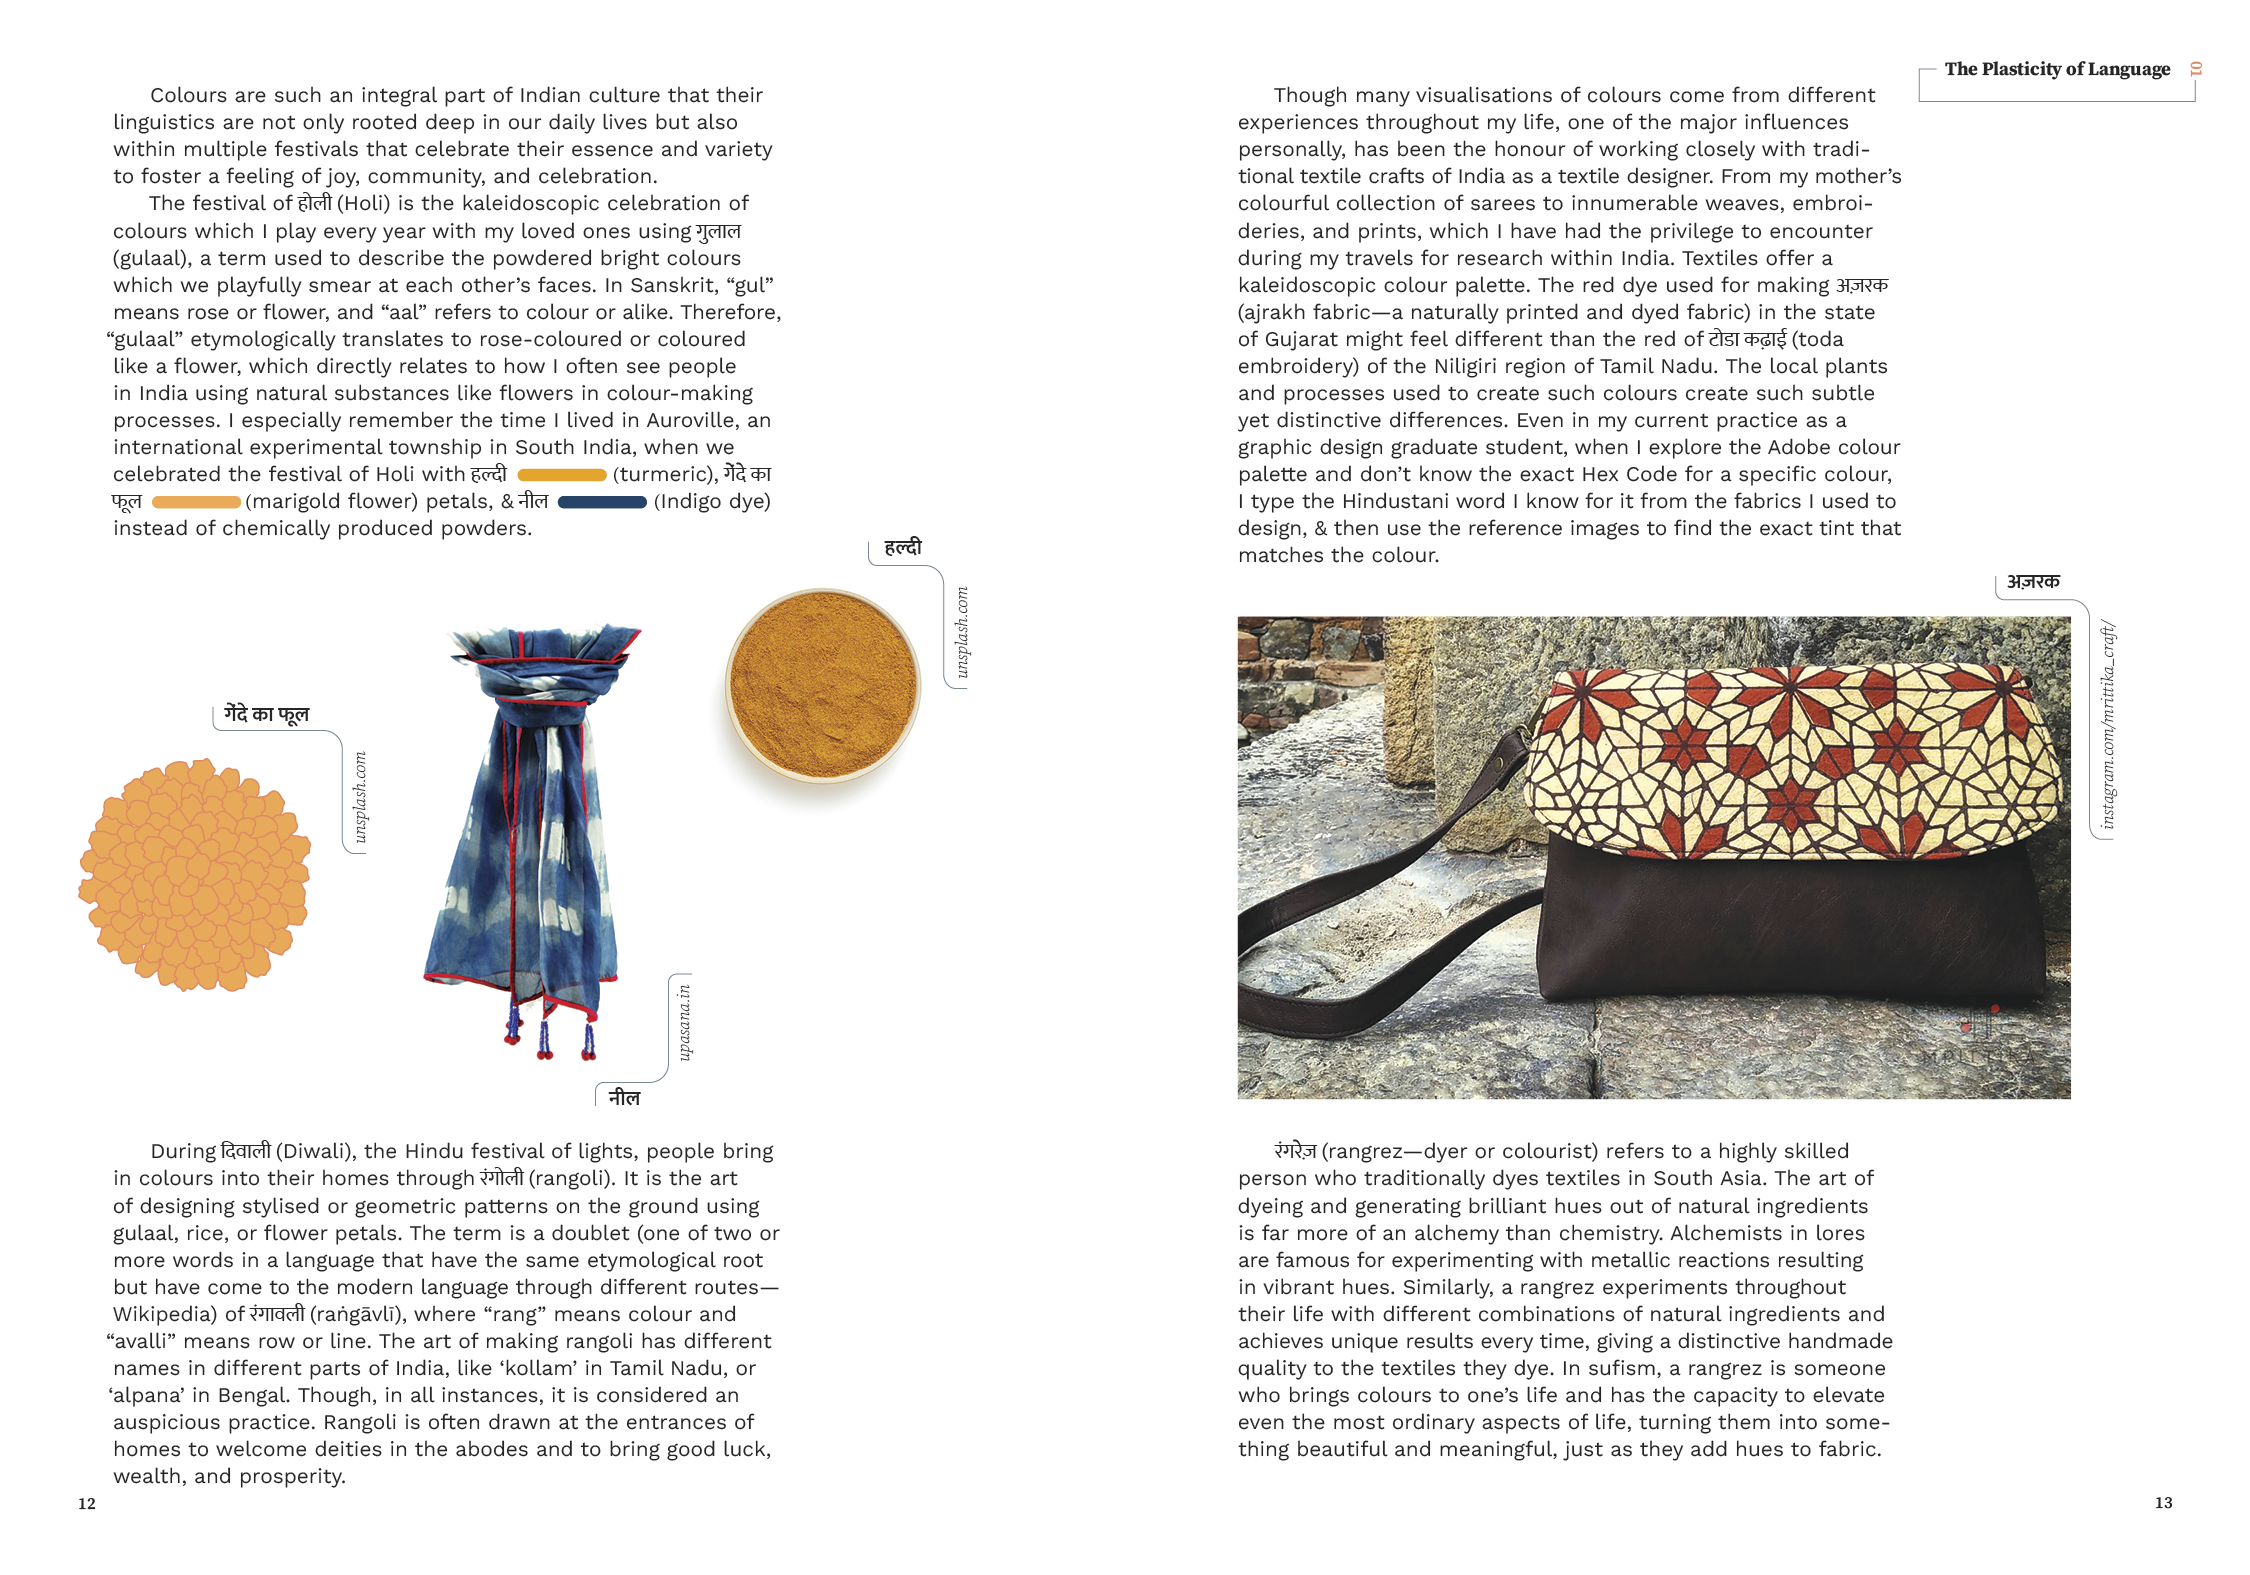 Colours are such an integral part of Indian culture that their
linguistics are not only rooted deep in our daily lives but also
within multiple festivals that celebrate their essence and variety
to foster a feeling of joy, community, and celebration.
The festival of होली (Holi) is the kaleidoscopic celebration of
colours which I play every year with my loved ones using गुलाल
(gulaal), a term used to describe the powdered bright colours
which we playfully smear at each other’s faces. In Sanskrit, “gul”
means rose or flower, and “aal” refers to colour or alike. Therefore,
“gulaal” etymologically translates to rose-coloured or coloured
like a flower, which directly relates to how I often see people
in India using natural substances like flowers in colour-making
processes. I especially remember the time I lived in Auroville, an
international experimental township in South India, when we
celebrated the festival of Holi with हल्दी (turmeric), गेंदे का
फूल (marigold flower) petals, & नील (Indigo dye)
instead of chemically produced powders.
हल्दी
unsplash.com
गेंदे का फूल
unsplash.com
upasana.in
नील
During दिवाली (Diwali), the Hindu festival of lights, people bring
in colours into their homes through रंगोली (rangoli). It is the art
of designing stylised or geometric patterns on the ground using
gulaal, rice, or flower petals. The term is a doublet (one of two or
more words in a language that have the same etymological root
but have come to the modern language through different routes—
Wikipedia) of रंगावली (raṅgāvlī), where “rang” means colour and
“avalli” means row or line. The art of making rangoli has different
names in different parts of India, like ‘kollam’ in Tamil Nadu, or
‘alpana’ in Bengal. Though, in all instances, it is considered an
auspicious practice. Rangoli is often drawn at the entrances of
homes to welcome deities in the abodes and to bring good luck,
wealth, and prosperity.
12
The Plasticity of Language
01
Though many visualisations of colours come from different
experiences throughout my life, one of the major influences
personally, has been the honour of working closely with tradi-
tional textile crafts of India as a textile designer. From my mother’s
colourful collection of sarees to innumerable weaves, embroi-
deries, and prints, which I have had the privilege to encounter
during my travels for research within India. Textiles offer a
kaleidoscopic colour palette. The red dye used for making अज़रक
(ajrakh fabric—a naturally printed and dyed fabric) in the state
of Gujarat might feel different than the red of टोडा कढ़ाई (toda
embroidery) of the Niligiri region of Tamil Nadu. The local plants
and processes used to create such colours create such subtle
yet distinctive differences. Even in my current practice as a
graphic design graduate student, when I explore the Adobe colour
palette and don’t know the exact Hex Code for a specific colour,
I type the Hindustani word I know for it from the fabrics I used to
design, & then use the reference images to find the exact tint that
matches the colour.
अज़रक
instagram.com/mrittika_craft/
MRITTIKA
रंगरेज़ (rangrez—dyer or colourist) refers to a highly skilled
person who traditionally dyes textiles in South Asia. The art of
dyeing and generating brilliant hues out of natural ingredients
is far more of an alchemy than chemistry. Alchemists in lores
are famous for experimenting with metallic reactions resulting
in vibrant hues. Similarly, a rangrez experiments throughout
their life with different combinations of natural ingredients and
achieves unique results every time, giving a distinctive handmade
quality to the textiles they dye. In sufism, a rangrez is someone
who brings colours to one’s life and has the capacity to elevate
even the most ordinary aspects of life, turning them into some-
thing beautiful and meaningful, just as they add hues to fabric.
13